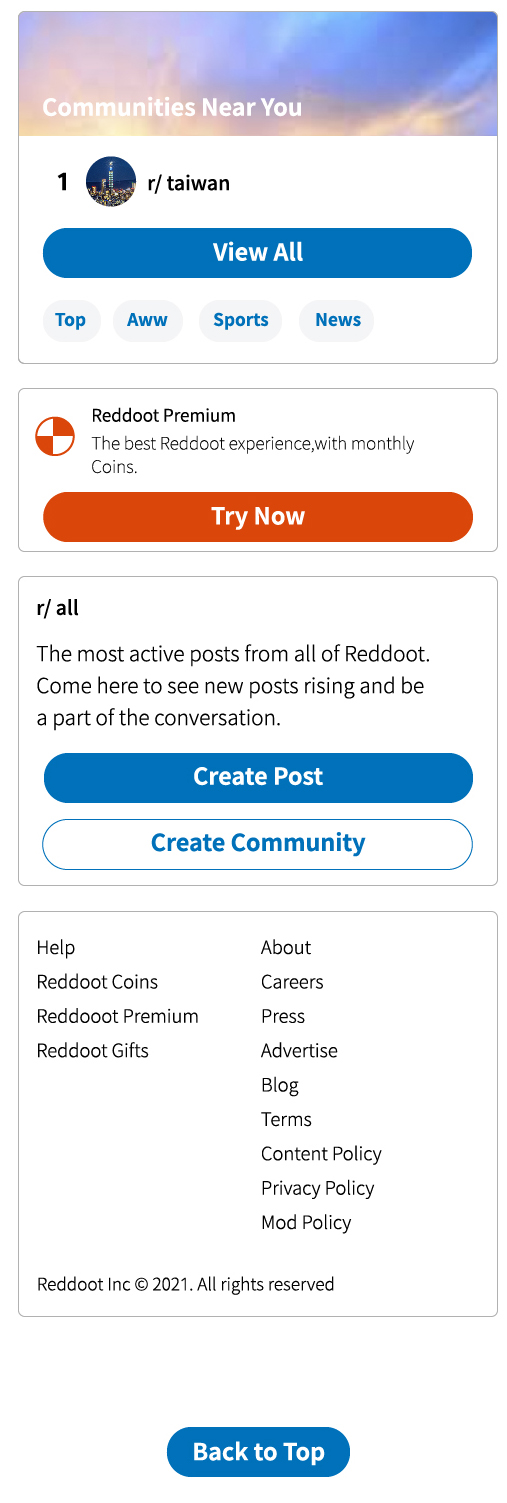 Communities Near You
1 r/ taiwan
View All
Top Aww Sports News
Reddoot Premium
The best Reddoot experience,with monthly
Coins.
Try Now
r/ all
The most active posts from all of Reddoot.
Come here to see new posts rising and be
a part of the conversation.
Create Post
Create Community
Help
Reddoot Coins
Reddooot Premium
Reddoot Gifts
About
Careers
Press
Advertise
Blog
Terms
Content Policy
Privacy Policy
Mod Policy
Reddoot Inc © 2021. All rights reserved
Back to Top